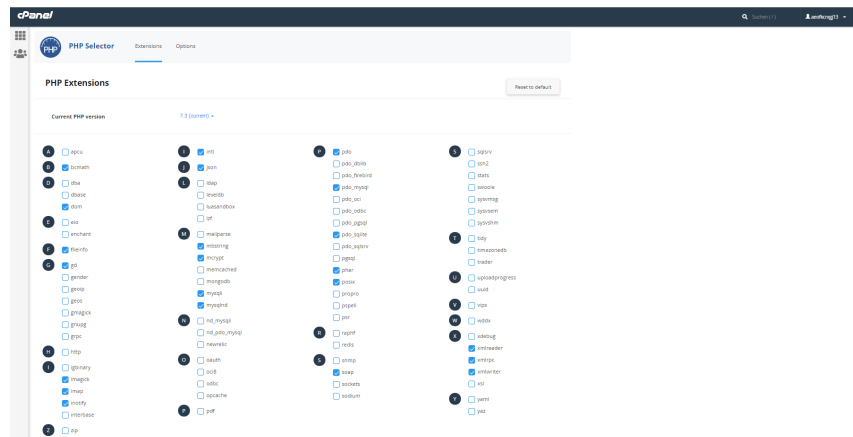 cPanel
Suchen ( / )
PHP
PHP Selector
Extensions
Options
PHP Extensions
Reset to default
Current PHP version
7.3 (current)
A
apcu
B
bcmath
D
dba
dbase
dom
E
eio
enchant
F
fileinfo
G
gd
gender
geoip
geos
gmagick
gnupg
grpc
H
http
I
igbinary
imagick
imap
inotify
interbase
Z
zip
I
intl
J
json
L
ldap
leveldb
luasandbox
lzf
M
mailparse
mbstring
mcrypt
memcached
mongodb
mysqli
mysqlnd
N
nd_mysqli
nd_pdo_mysql
newrelic
O
oauth
oci8
odbc
opcache
P
pdf
P
pdo
pdo_dblib
pdo_firebird
pdo_mysql
pdo_oci
pdo_odbc
pdo_pgsql
pdo_sqlite
pdo_sqlsrv
pgsql
phar
posix
propro
pspell
psr
R
raphf
redis
S
snmp
soap
sockets
sodium
S
sqlsrv
ssh2
stats
swoole
sysvmsg
sysvsem
sysvshm
T
tidy
timezonedb
trader
U
uploadprogress
uuid
V
vips
W
wddx
X
xdebug
xmlreader
xmlrpc
xmlwriter
xsl
Y
yaml
yaz